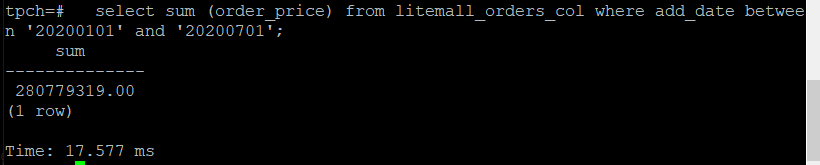 tpch=#   select sum (order_price) from litemall_orders_col where add_date betwee
n '20200101' and '20200701';
     sum
--------------
 280779319.00
(1 row)
Time: 17.577 ms